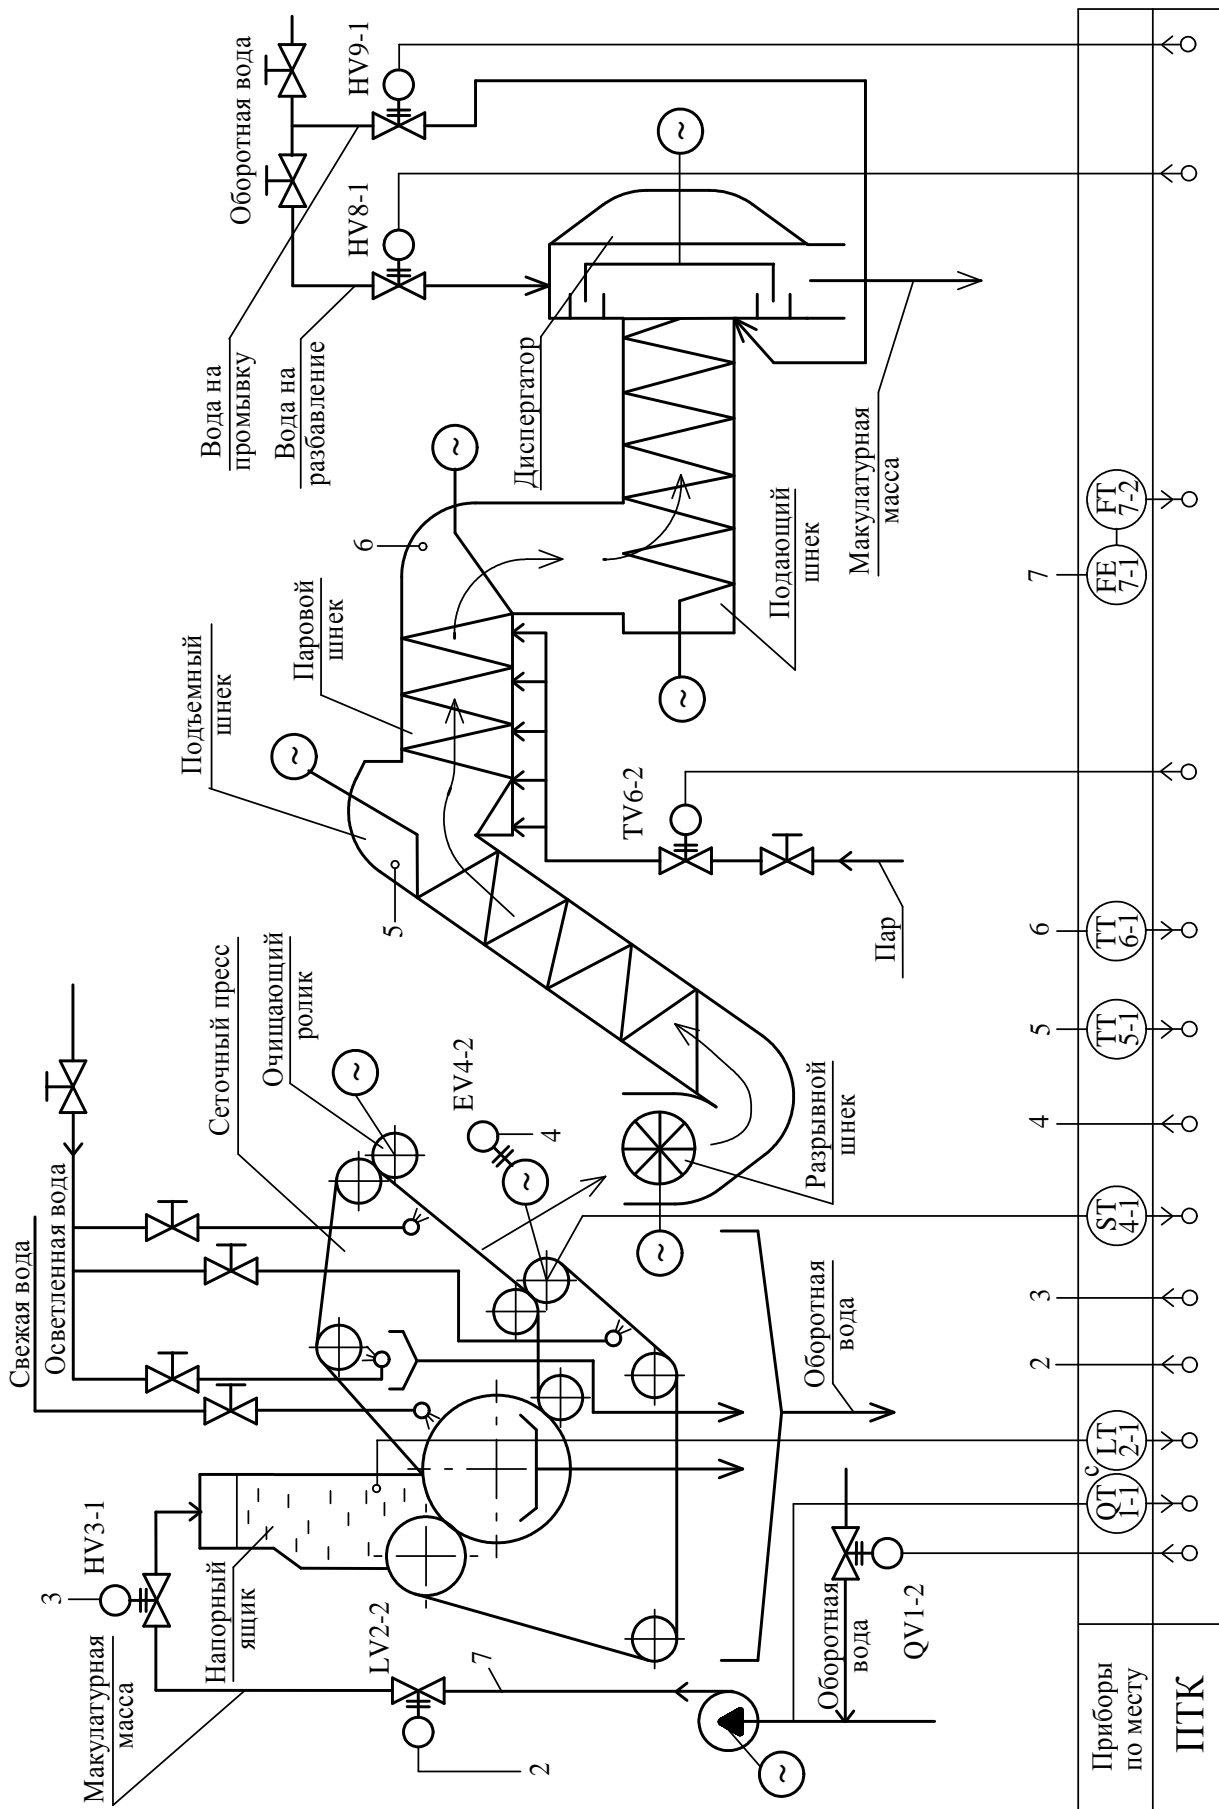 Свежая вода
Осветленная вода
Оборотная вода
HV9-1
HV8-1
Вода на
промывку
Вода на
разбавление
Диспергатор
6
Паровой
шнек
Подъемный
шнек
5
Сеточный пресс
Очищающий
ролик
EV4-2
4
TV6-2
Пар
Подающий
шнек
Макулатурная
масса
Разрывной
шнек
Оборотная
вода
HV3-1
3
Напорный
ящик
Макулатурная
масса
LV2-2
2
7
Оборотная
вода
QV1-2
Приборы
по месту
QT
1-1
c
LT
2-1
2
3
ST
4-1
4
5
TT
5-1
6
TT
6-1
7
FE
7-1
FT
7-2
ПТК
~
~
~
~
~
~
~
~